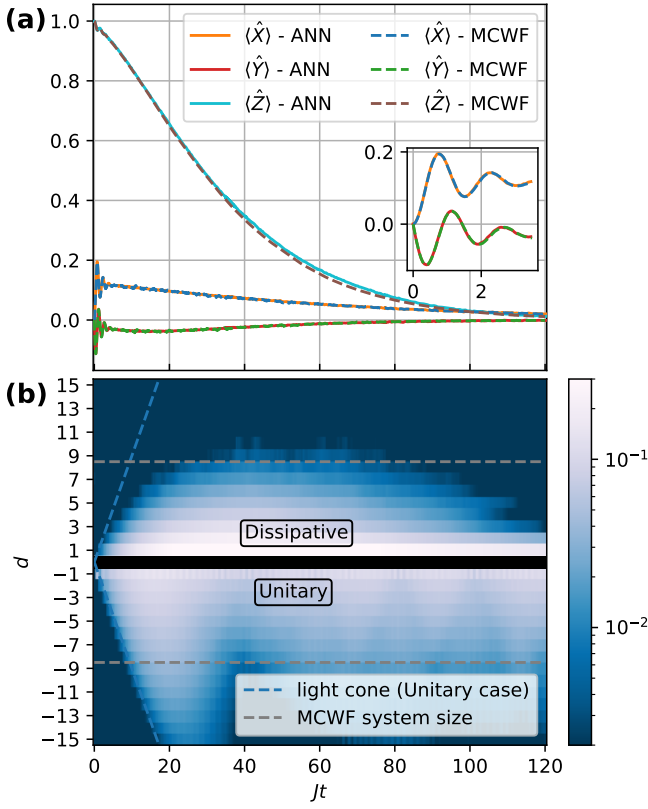 (a)
1.0
0.8
0.6
0.4
0.2
0.0
⟨X̂⟩ - ANN
⟨Ŷ⟩ - ANN
⟨Ẑ⟩ - ANN
⟨X̂⟩ - MCWF
⟨Ŷ⟩ - MCWF
⟨Ẑ⟩ - MCWF
0.2
0.0
0 2
(b)
15
13
11
9
7
5
3
1
−1
−3
−5
−7
−9
−11
−13
−15
d
Dissipative
Unitary
light cone (Unitary case)
MCWF system size
0 20 40 60 80 100 120
Jt
10⁻¹
10⁻²